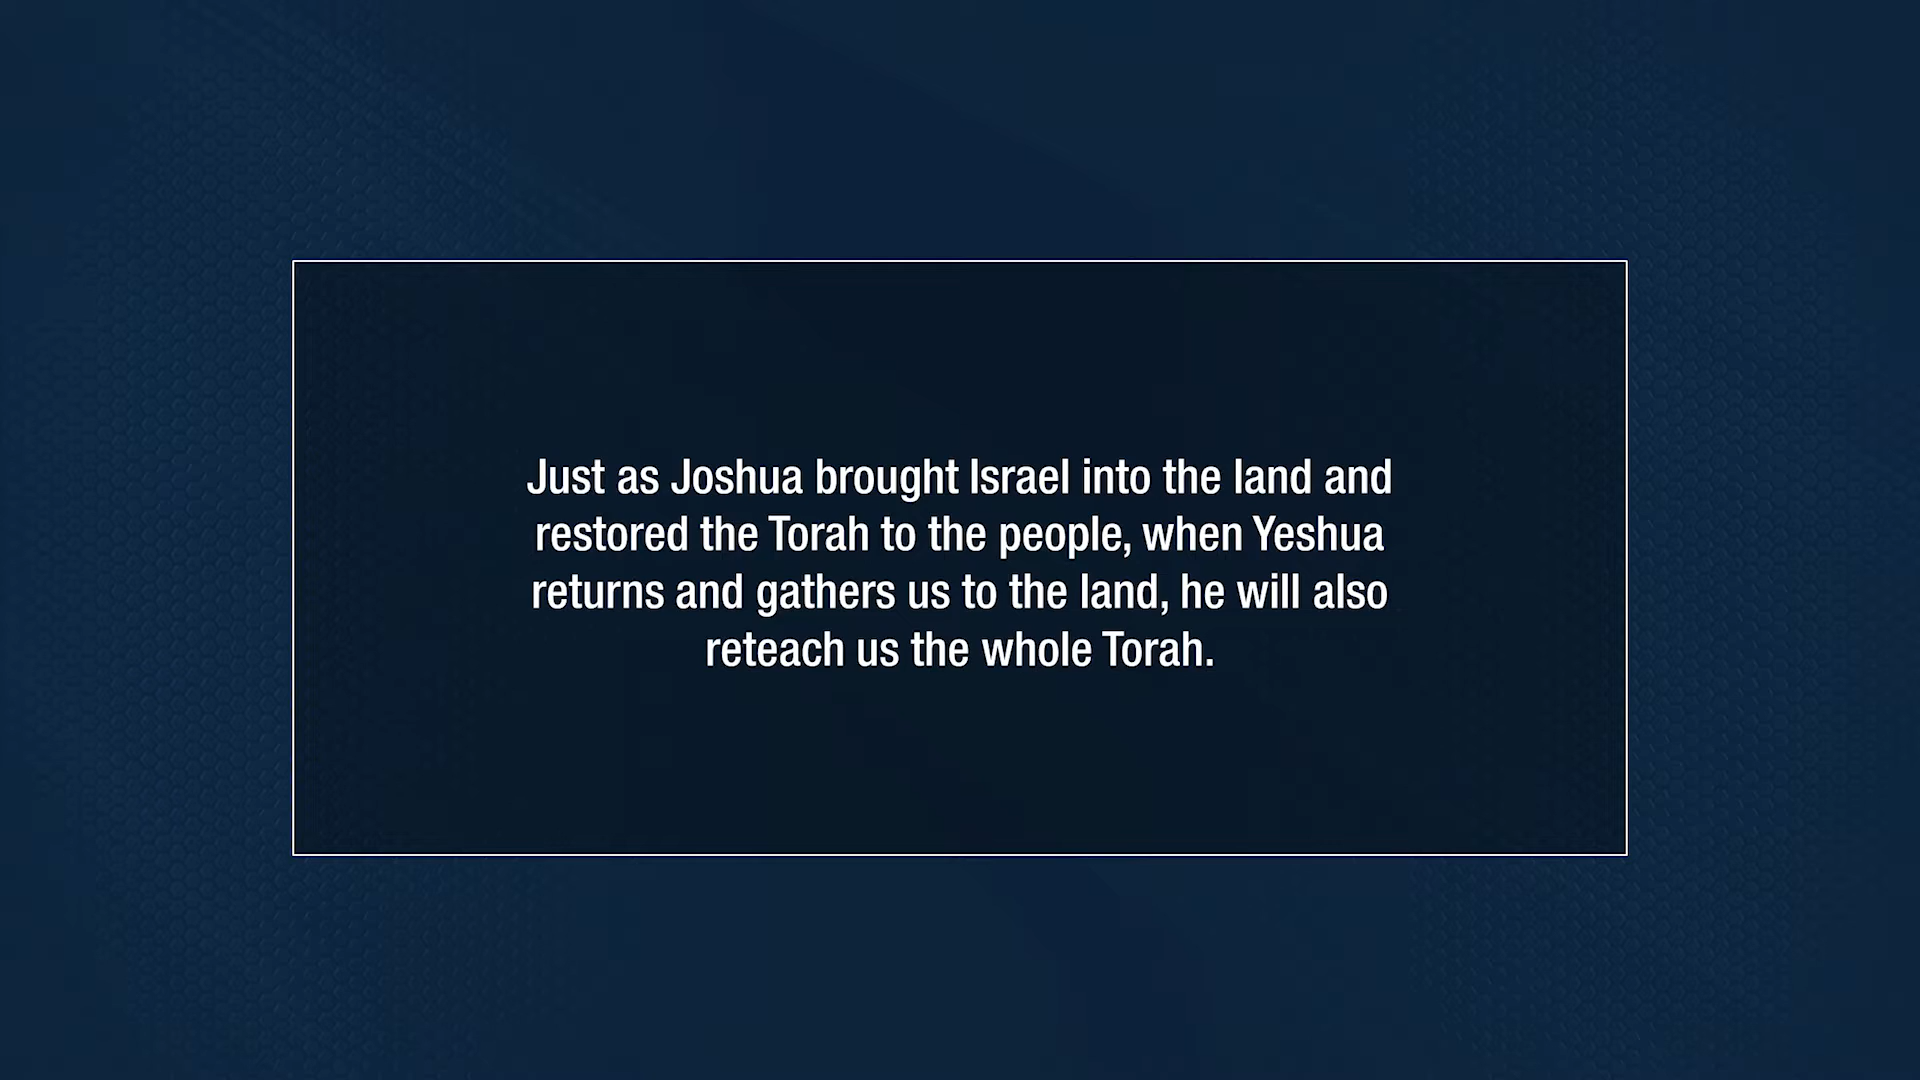 Just as Joshua brought Israel into the land and
restored the Torah to the people, when Yeshua
returns and gathers us to the land, he will also
reteach us the whole Torah.